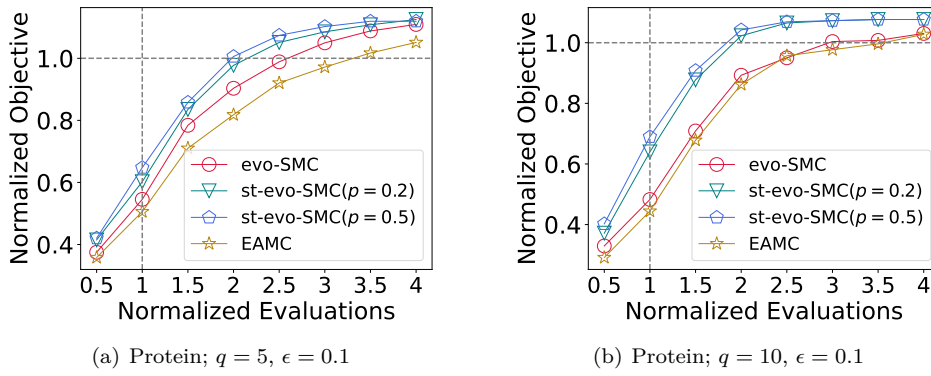 Normalized Objective
1.0
0.8
0.6
0.4
evo-SMC
st-evo-SMC(p = 0.2)
st-evo-SMC(p = 0.5)
EAMC
0.5 1 1.5 2 2.5 3 3.5 4
Normalized Evaluations
(a) Protein; q = 5, ϵ = 0.1
Normalized Objective
1.0
0.8
0.6
0.4
evo-SMC
st-evo-SMC(p = 0.2)
st-evo-SMC(p = 0.5)
EAMC
0.5 1 1.5 2 2.5 3 3.5 4
Normalized Evaluations
(b) Protein; q = 10, ϵ = 0.1